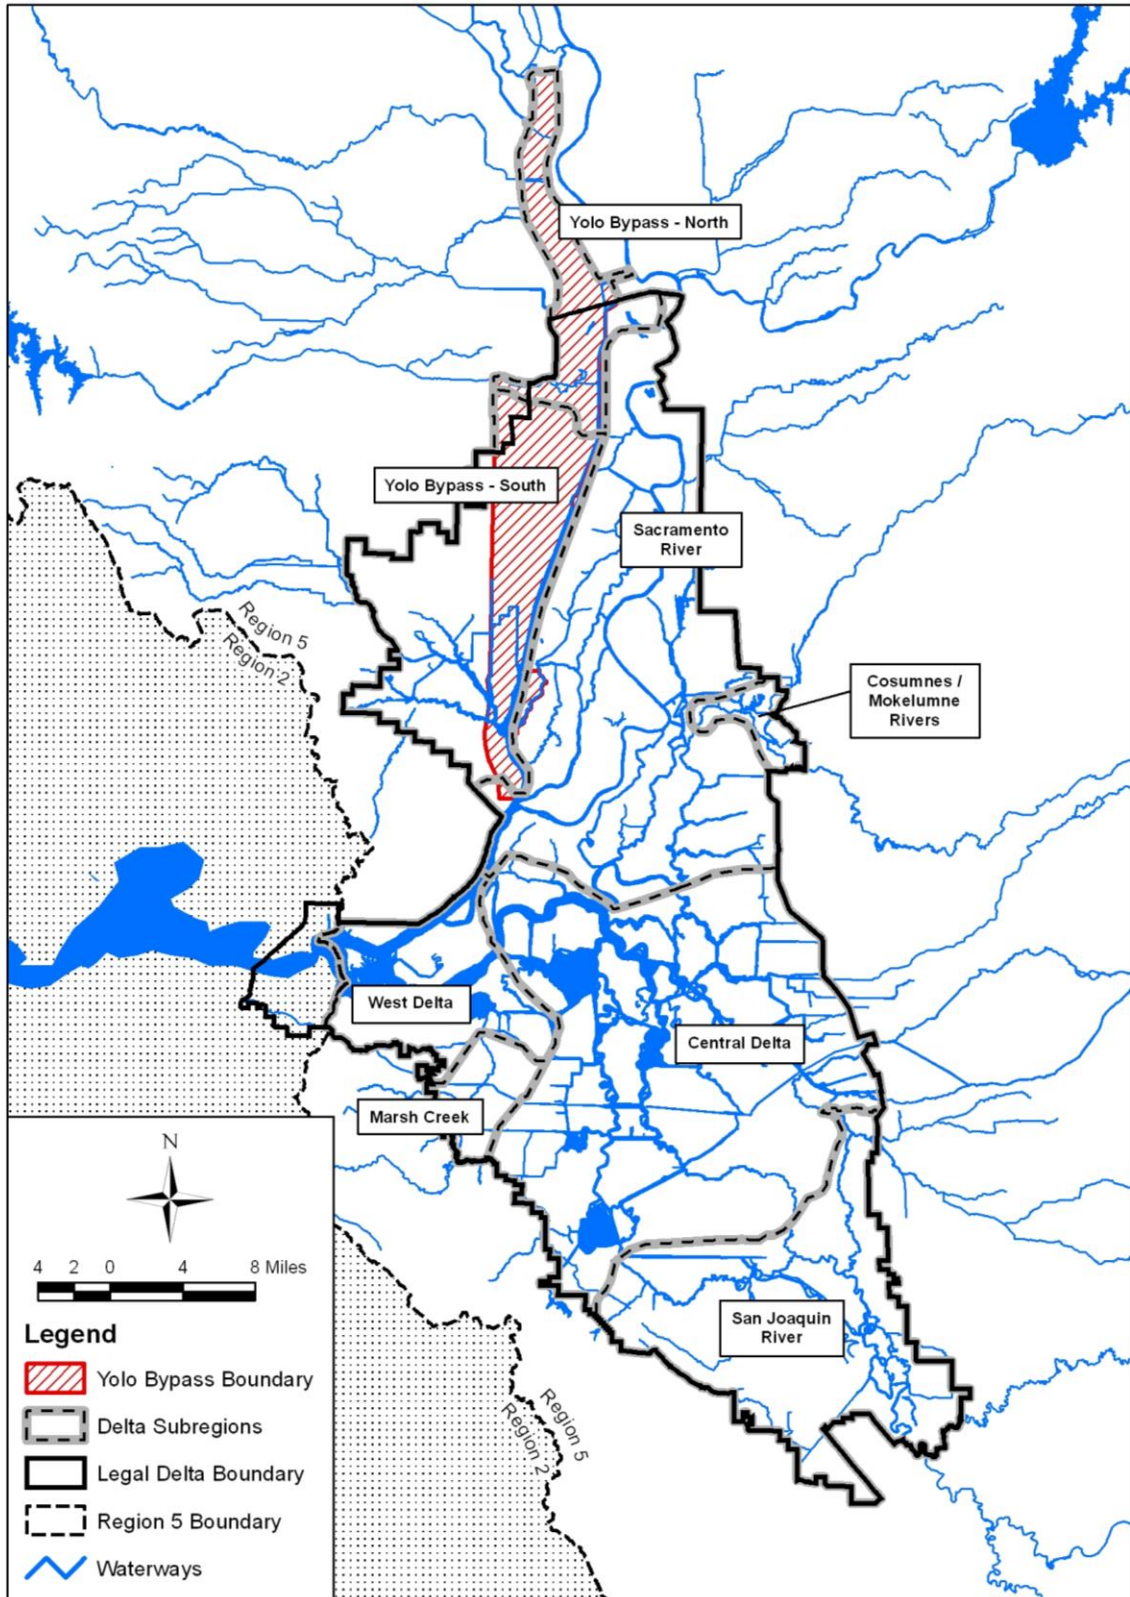 Yolo Bypass - North
Yolo Bypass - South
Sacramento
River
Region 5
Region 2
Cosumnes /
Mokelumne
Rivers
West Delta
Central Delta
Marsh Creek
N
4 2 0 4 8 Miles
San Joaquin
River
Legend
Yolo Bypass Boundary
Delta Subregions
Legal Delta Boundary
Region 5 Boundary
Waterways
Region 5
Region 2